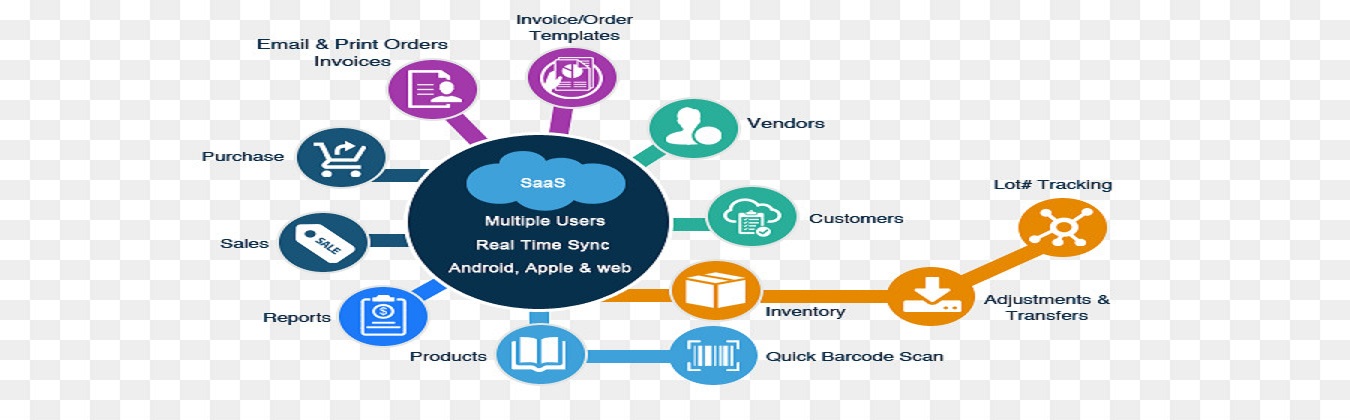 Invoice/Order
Templates
Email & Print Orders
Invoices
Vendors
Purchase
SaaS
Lot# Tracking
Multiple Users
Customers
Sales
Real Time Sync
SALE
Android, Apple & web
Adjustments &
Transfers
Inventory
$
Reports
Products
Quick Barcode Scan